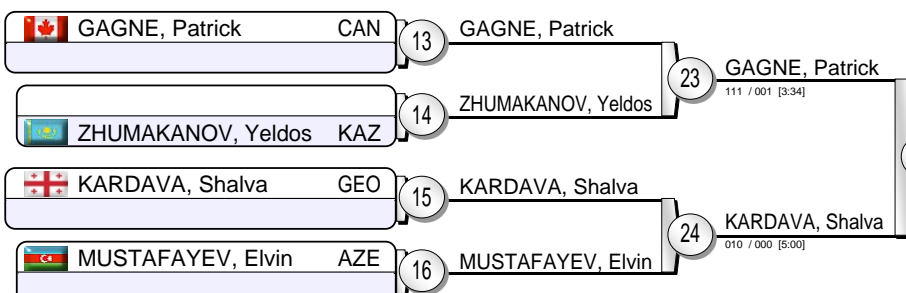 GAGNE, Patrick CAN
13
GAGNE, Patrick
23
GAGNE, Patrick
111 / 001 [3:34]
ZHUMAKANOV, Yeldos KAZ
14
ZHUMAKANOV, Yeldos
KARDAVA, Shalva GEO
15
KARDAVA, Shalva
24
KARDAVA, Shalva
010 / 000 [5:00]
MUSTAFAYEV, Elvin AZE
16
MUSTAFAYEV, Elvin